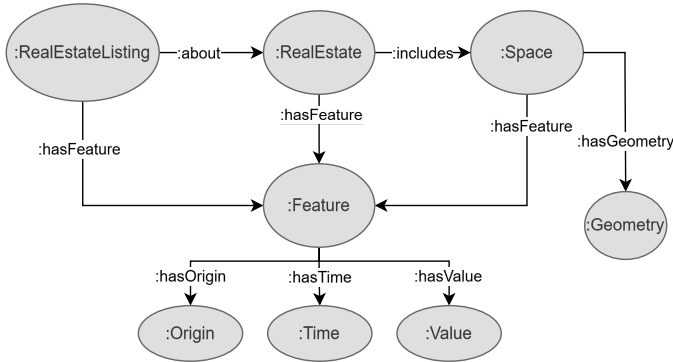 :RealEstateListing
:about
:RealEstate
:includes
:Space
:hasFeature
:hasFeature
:hasFeature
:hasGeometry
:Feature
:Geometry
:hasOrigin
:hasTime
:hasValue
:Origin
:Time
:Value